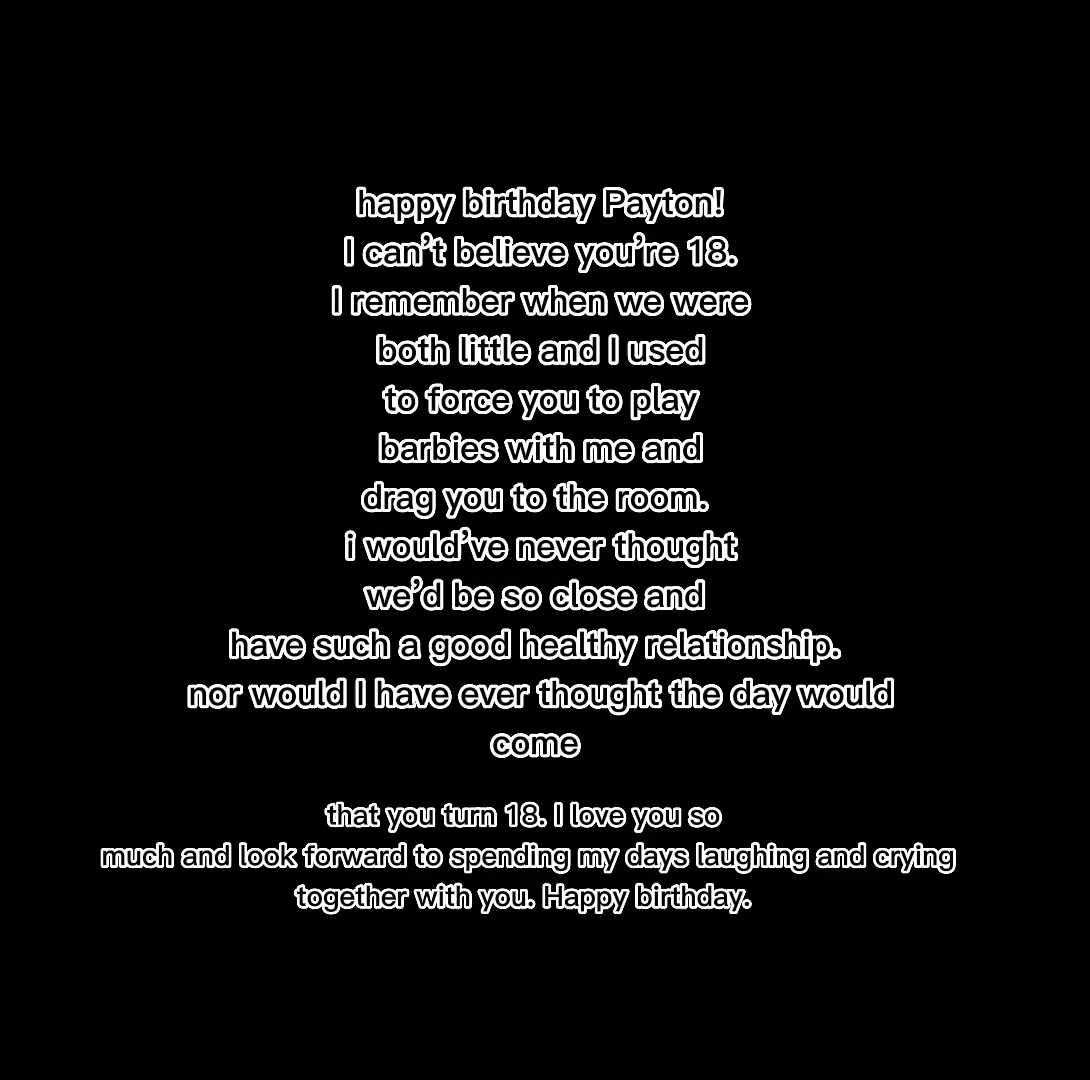 happy birthday Payton!
I can’t believe you’re 18.
I remember when we were
both little and I used
to force you to play
barbies with me and
drag you to the room.
i would’ve never thought
we’d be so close and
have such a good healthy relationship.
nor would I have ever thought the day would
come
that you turn 18. I love you so
much and look forward to spending my days laughing and crying
together with you. Happy birthday.